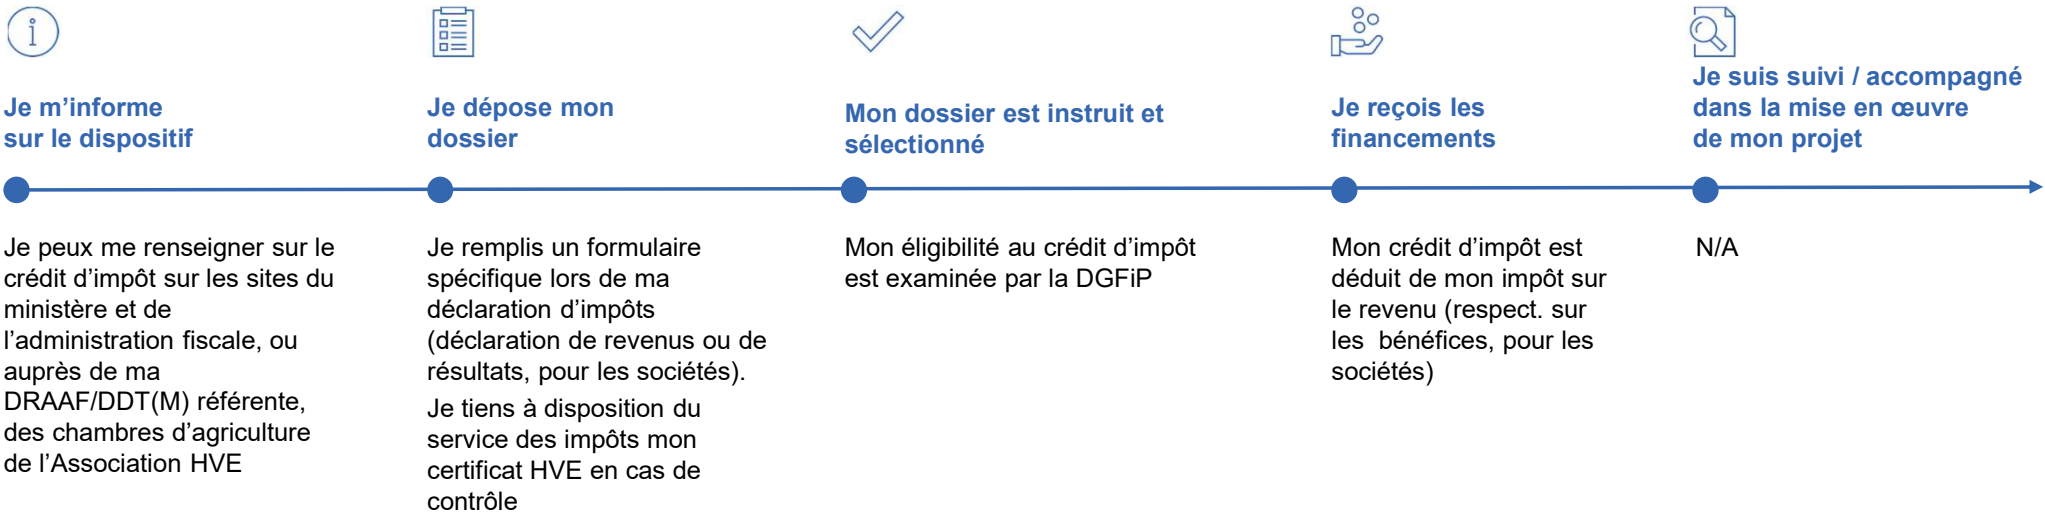 Je m’informe
sur le dispositif
Je peux me renseigner sur le
crédit d’impôt sur les sites du
ministère et de
l’administration fiscale, ou
auprès de ma
DRAAF/DDT(M) référente,
des chambres d’agriculture
de l’Association HVE
Je dépose mon
dossier
Je remplis un formulaire
spécifique lors de ma
déclaration d’impôts
(déclaration de revenus ou de
résultats, pour les sociétés).
Je tiens à disposition du
service des impôts mon
certificat HVE en cas de
contrôle
Mon dossier est instruit et
sélectionné
Mon éligibilité au crédit d’impôt
est examinée par la DGFiP
Je reçois les
financements
Mon crédit d’impôt est
déduit de mon impôt sur
le revenu (respect. sur
les  bénéfices, pour les
sociétés)
Je suis suivi / accompagné
dans la mise en œuvre
de mon projet
N/A